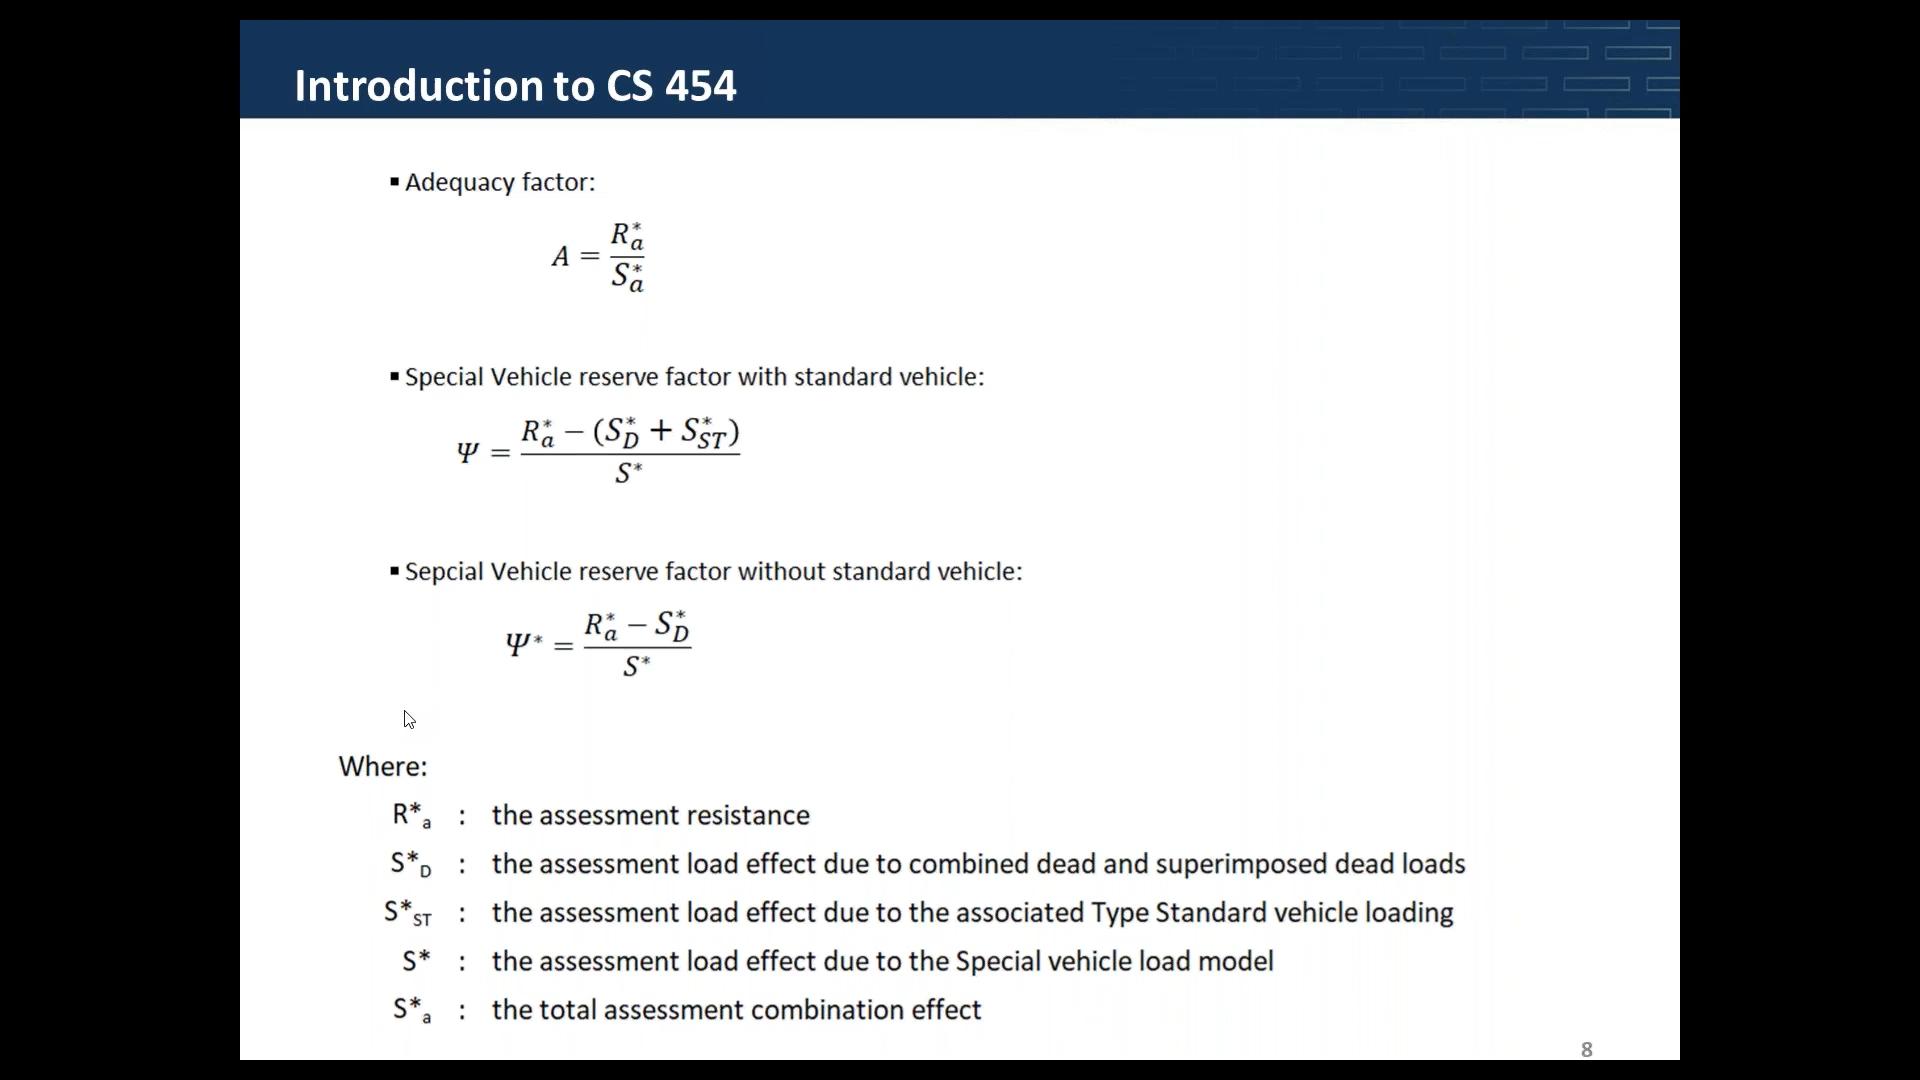 Introduction to CS 454
▪ Adequacy factor:
A = R*a / S*a
▪ Special Vehicle reserve factor with standard vehicle:
Ψ = R*a − (S*D + S*ST) / S*
▪ Sepcial Vehicle reserve factor without standard vehicle:
Ψ* = R*a − S*D / S*
Where:
R*a : the assessment resistance
S*D : the assessment load effect due to combined dead and superimposed dead loads
S*ST : the assessment load effect due to the associated Type Standard vehicle loading
S* : the assessment load effect due to the Special vehicle load model
S*a : the total assessment combination effect
8